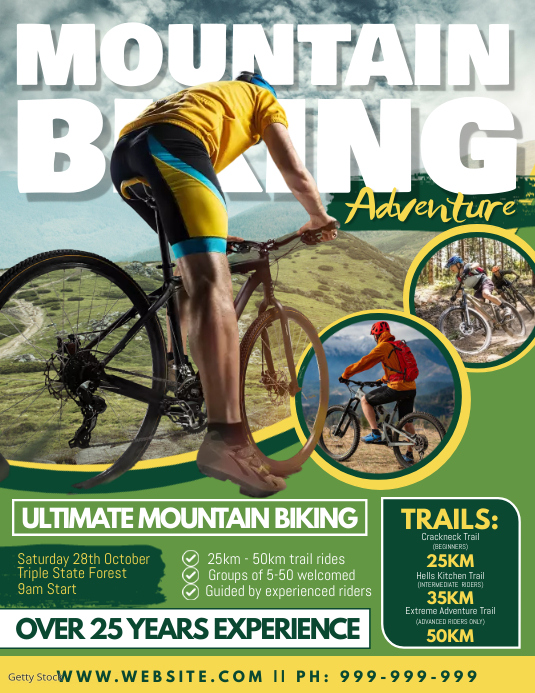 MOUNTAIN
BIKING
Adventure
ULTIMATE MOUNTAIN BIKING
Saturday 28th October
Triple State Forest
9am Start
25km - 50km trail rides
Groups of 5-50 welcomed
Guided by experienced riders
OVER 25 YEARS EXPERIENCE
TRAILS:
Crackneck Trail
(BEGINNERS)
25KM
Hells Kitchen Trail
(INTERMEDIATE RIDERS)
35KM
Extreme Adventure Trail
(ADVANCED RIDERS ONLY)
50KM
Getty Stock
WWW.WEBSITE.COM II PH: 999-999-999